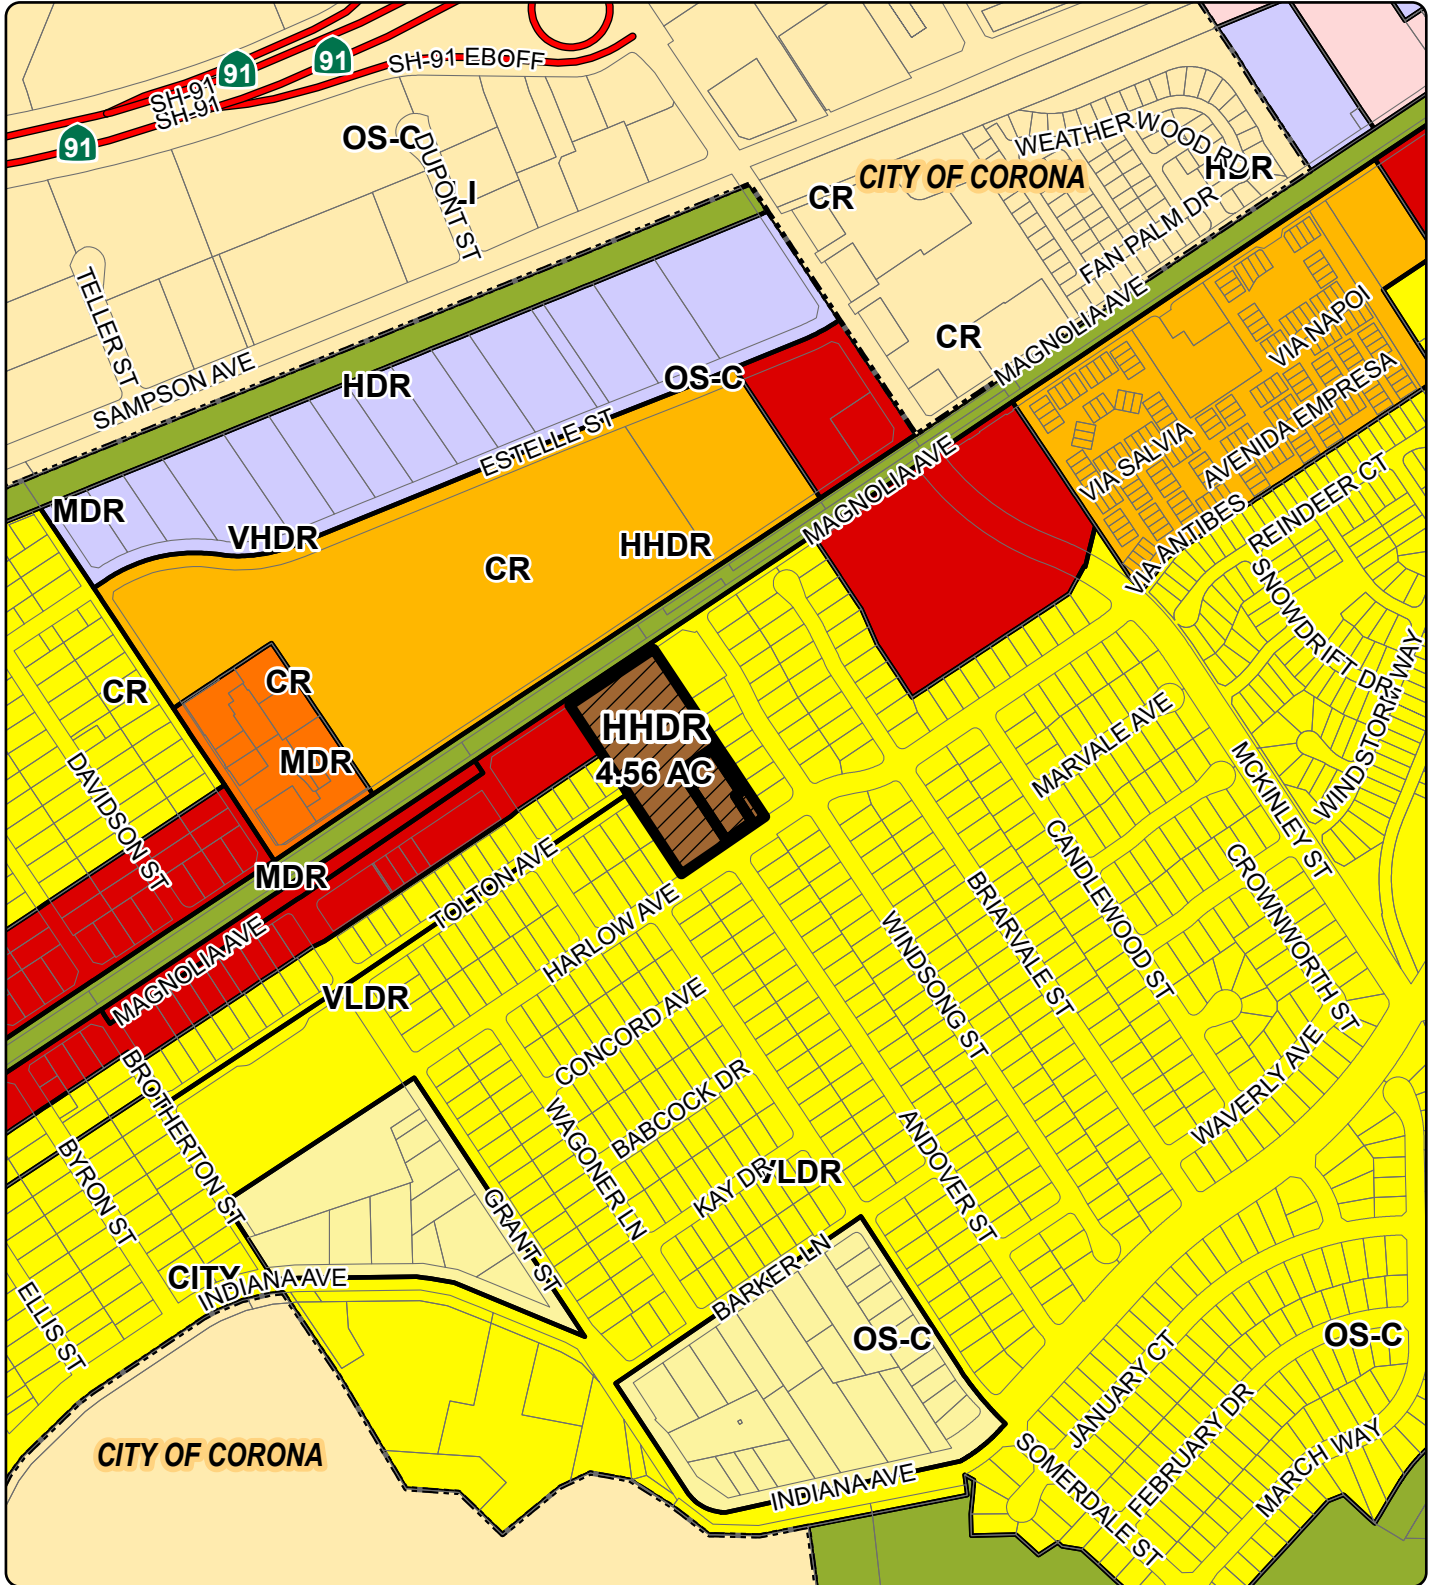 91
91
91
SH-91 EBOFF
SH-91
SH-91
OS-C
DUPONT ST
LI
WEATHERWOOD RD
HDR
CITY OF CORONA
CR
FAN PALM DR
TELLER ST
SAMPSON AVE
MAGNOLIA AVE
CR
VIA NAPOLI
HDR
OS-C
ESTELLE ST
AVENIDA EMPRESA
VIA SALVIA
MAGNOLIA AVE
MDR
VHDR
HHDR
CR
VIA ANTIBES
REINDEER CT
SNOWDRIFT DR
WINDSTORM WAY
CR
CR
MDR
HHDR
4.56 AC
MARVALE AVE
MCKINLEY ST
DAVIDSON ST
MDR
TOLTON AVE
HARLOW AVE
CANDLEWOOD ST
CROWNWORTH ST
BRIARVALE ST
WINDSONG ST
MAGNOLIA AVE
VLDR
CONCORD AVE
BABCOCK DR
WAGONER LN
KAY DR
VLDR
ANDOVER ST
WAVERLY AVE
BROTHERTON ST
BYRON ST
GRANT ST
BARKER LN
CITY
INDIANA AVE
ELLIS ST
OS-C
OS-C
JANUARY CT
FEBRUARY DR
MARCH WAY
SOMERDALE ST
INDIANA AVE
CITY OF CORONA